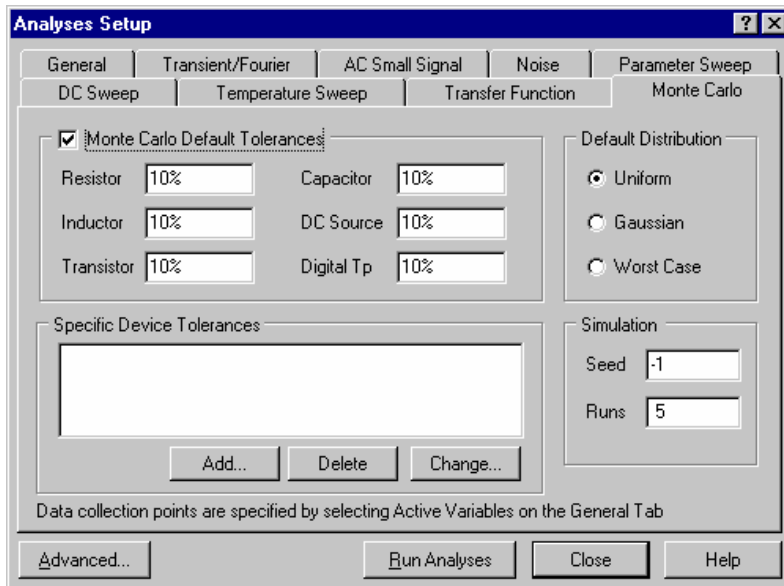 Analyses Setup
General Transient/Fourier AC Small Signal Noise Parameter Sweep
DC Sweep Temperature Sweep Transfer Function Monte Carlo
Monte Carlo Default Tolerances
Resistor 10% Capacitor 10%
Inductor 10% DC Source 10%
Transistor 10% Digital Tp 10%
Default Distribution
Uniform
Gaussian
Worst Case
Specific Device Tolerances
Add... Delete Change...
Simulation
Seed -1
Runs 5
Data collection points are specified by selecting Active Variables on the General Tab
Advanced... Run Analyses Close Help